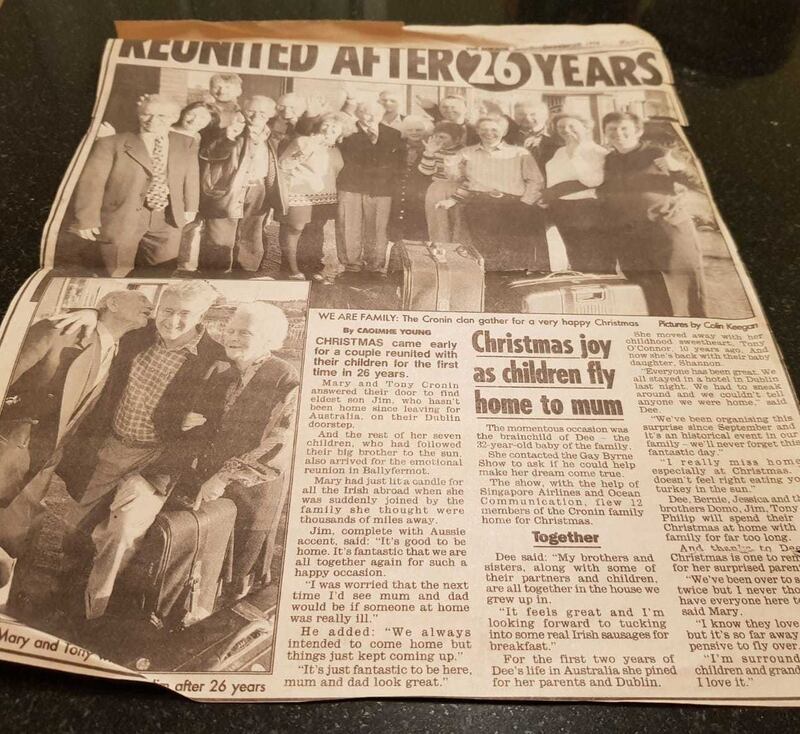 REUNITED AFTER 26 YEARS
WE ARE FAMILY: The Cronin clan gather for a very happy Christmas
Pictures by Colin Keegan
By CAOIMHE YOUNG
CHRISTMAS came early
for a couple reunited with
their children for the first
time in 26 years.
Mary and Tony Cronin
answered their door to find
eldest son Jim, who hasn't
been home since leaving for
Australia, on their Dublin
doorstep.
And the rest of her seven
children, who had followed
their big brother to the sun,
also arrived for the emotional
reunion in Ballyfermot.
Mary had just lit a candle for
all the Irish abroad when she
was suddenly joined by the
family she thought were
thousands of miles away.
Jim, complete with Aussie
accent, said: "It's good to be
home. It's fantastic that we are
all together again for such a
happy occasion.
"I was worried that the next
time I'd see mum and dad
would be if someone at home
was really ill."
He added: "We always
intended to come home but
things just kept coming up."
"It's just fantastic to be here,
mum and dad look great."
Christmas joy
as children fly
home to mum
The momentous occasion was
the brainchild of Dee – the
32-year-old baby of the family.
She contacted the Gay Byrne
Show to ask if he could help
make her dream come true.
The show, with the help of
Singapore Airlines and Ocean
Communication, flew 12
members of the Cronin family
home for Christmas.
Together
Dee said: "My brothers and
sisters, along with some of
their partners and children,
are all together in the house we
grew up in.
"It feels great and I'm
looking forward to tucking
into some real Irish sausages for
breakfast."
For the first two years of
Dee's life in Australia she pined
for her parents and Dublin.
She moved away with her
childhood sweetheart, Tony
O'Connor, 10 years ago. And
now she's back with their baby
daughter, Shannon.
"Everyone has been great. We
all stayed in a hotel in Dublin
last night. We had to sneak
around and we couldn't tell
anyone we were home," said
Dee.
"We've been organising this
surprise since September and
it's an historical event in our
family – we'll never forget this
fantastic day."
"I really miss home
especially at Christmas.
doesn't feel right eating yo
turkey in the sun."
Dee, Bernie, Jessica and t
brothers Domo, Jim, Tony
Philip will spend their
Christmas at home with
family for far too long.
And thanks to Dee
Christmas is one to rem
for her surprised paren
"We've been over to s
twice but I never tho
have everyone here t
said Mary.
"I know they love
but it's so far away
pensive to fly over.
"I'm surround
children and grand
I love it."
Mary and Tony
after 26 years